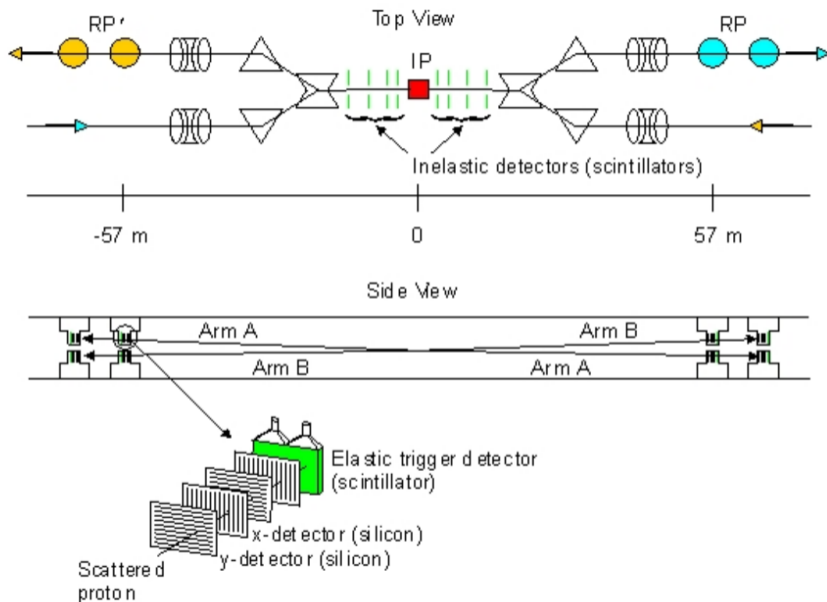 Top View
RP'
IP
RP
Inelastic detectors (scintillators)
-57 m
0
57 m
Side View
Arm A
Arm B
Arm B
Arm A
Elastic trigger detector
(scintillator)
x-detector (silicon)
y-detector (silicon)
Scattered
proton